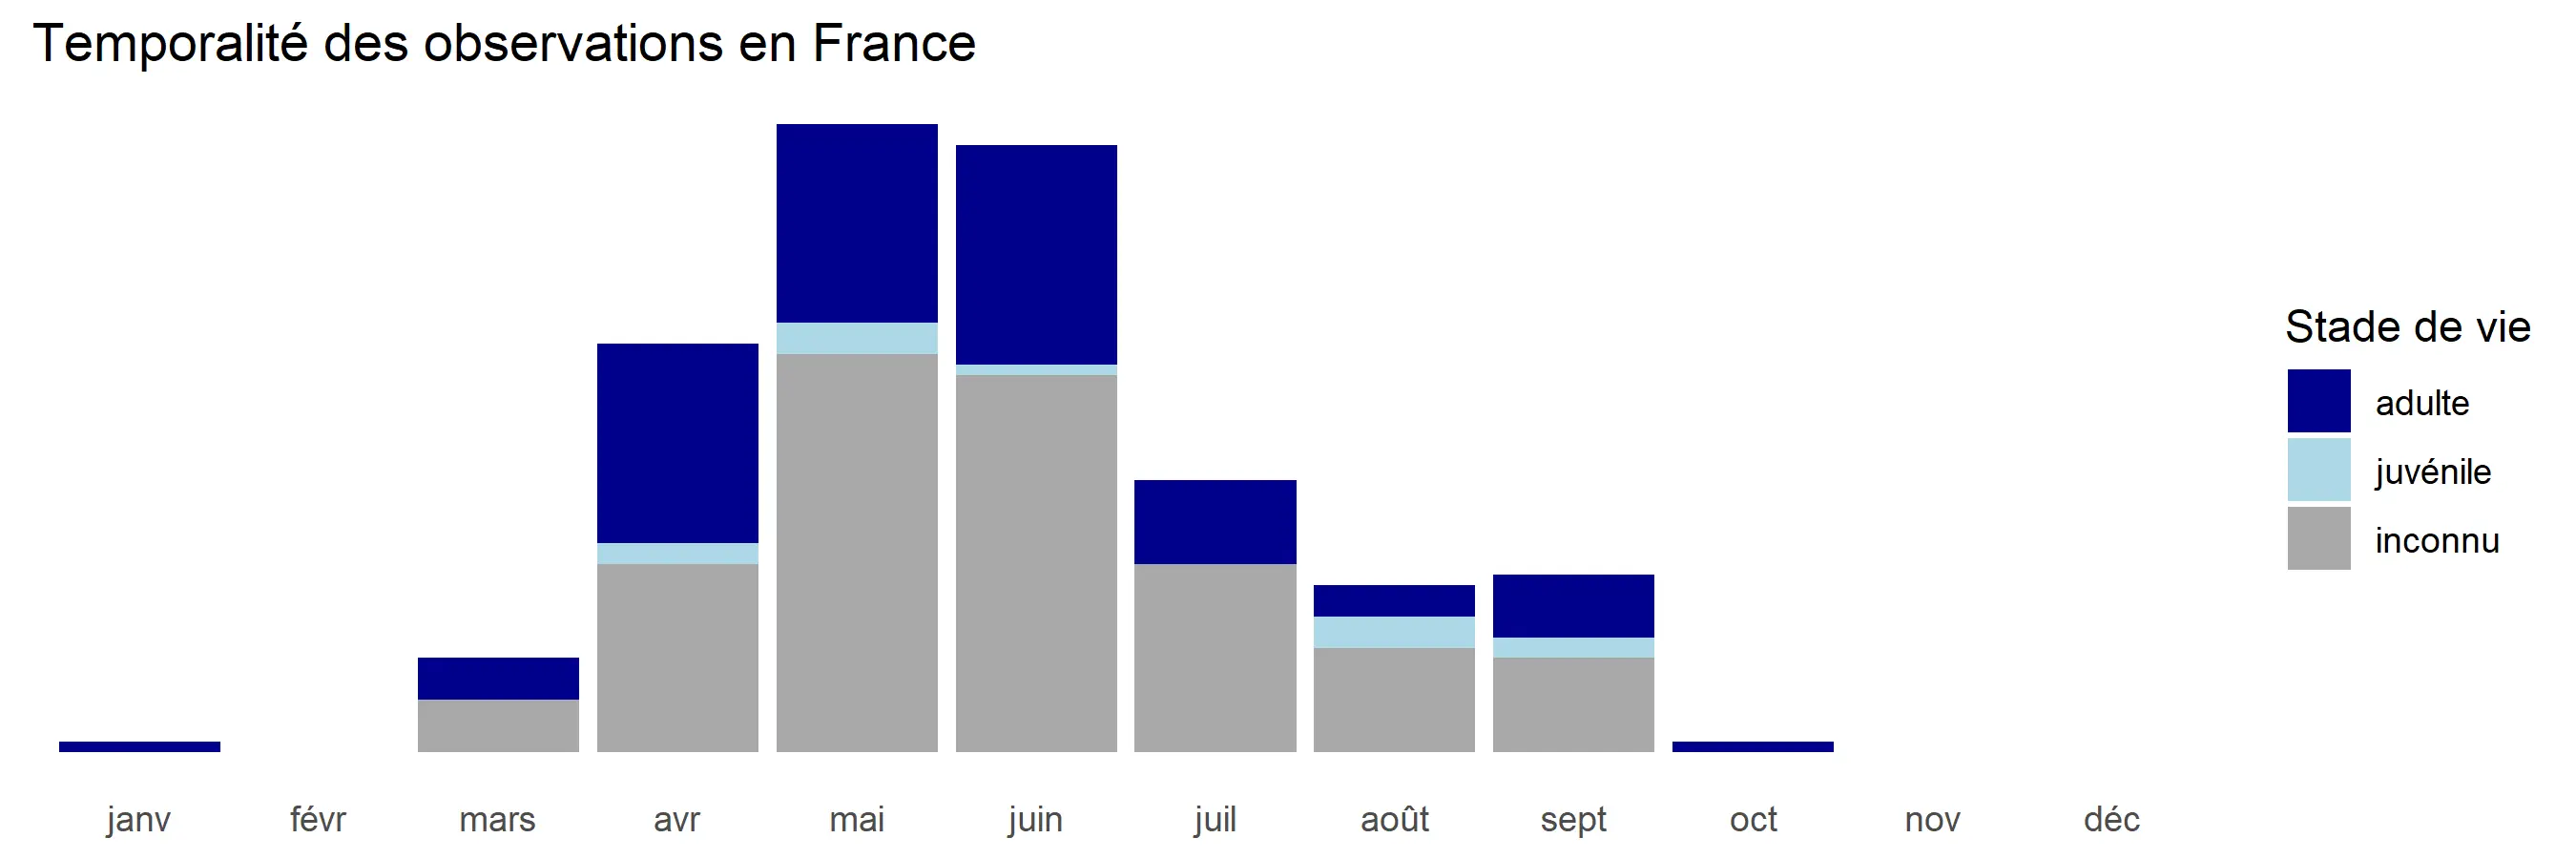 Temporalité des observations en France
Stade de vie
adulte
juvénile
inconnu
janv févr mars avr mai juin juil août sept oct nov déc